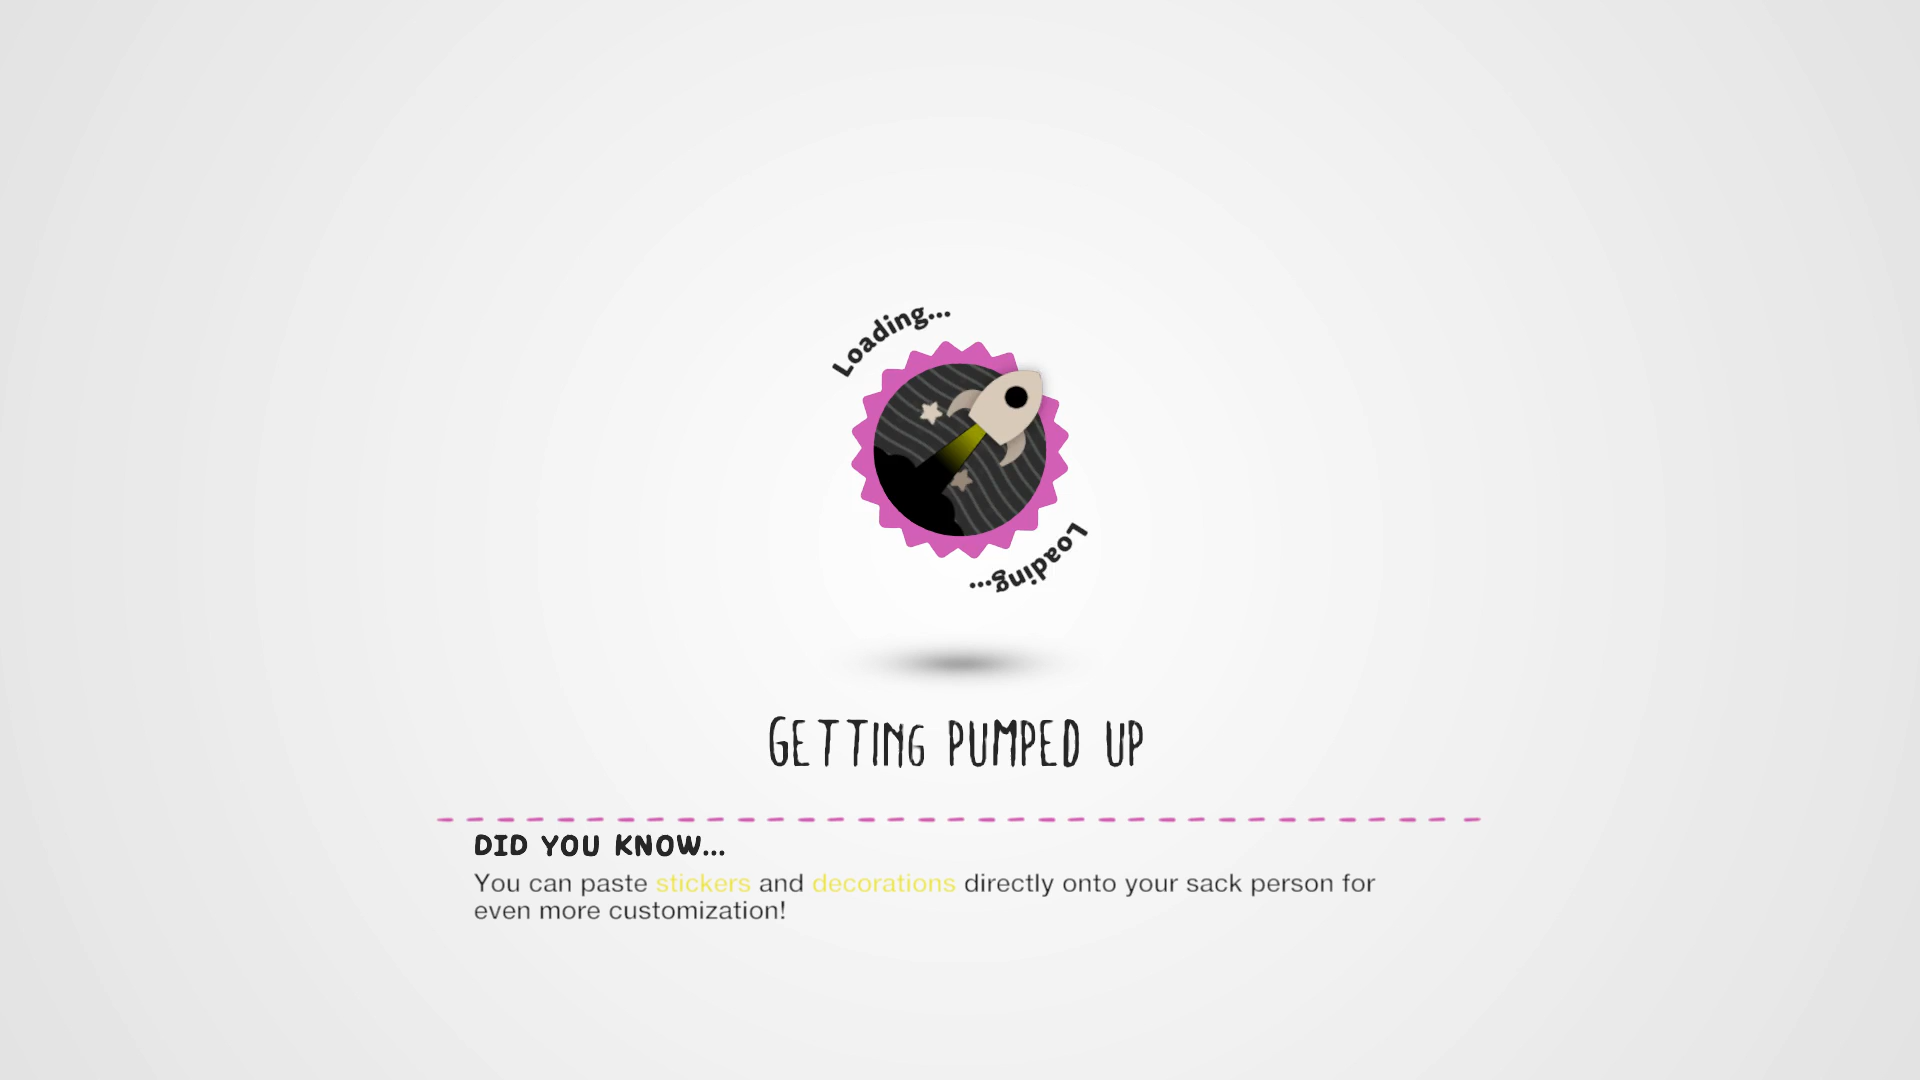 Loading...
Loading...
GETTING PUMPED UP
DID YOU KNOW...
You can paste stickers and decorations directly onto your sack person for
even more customization!